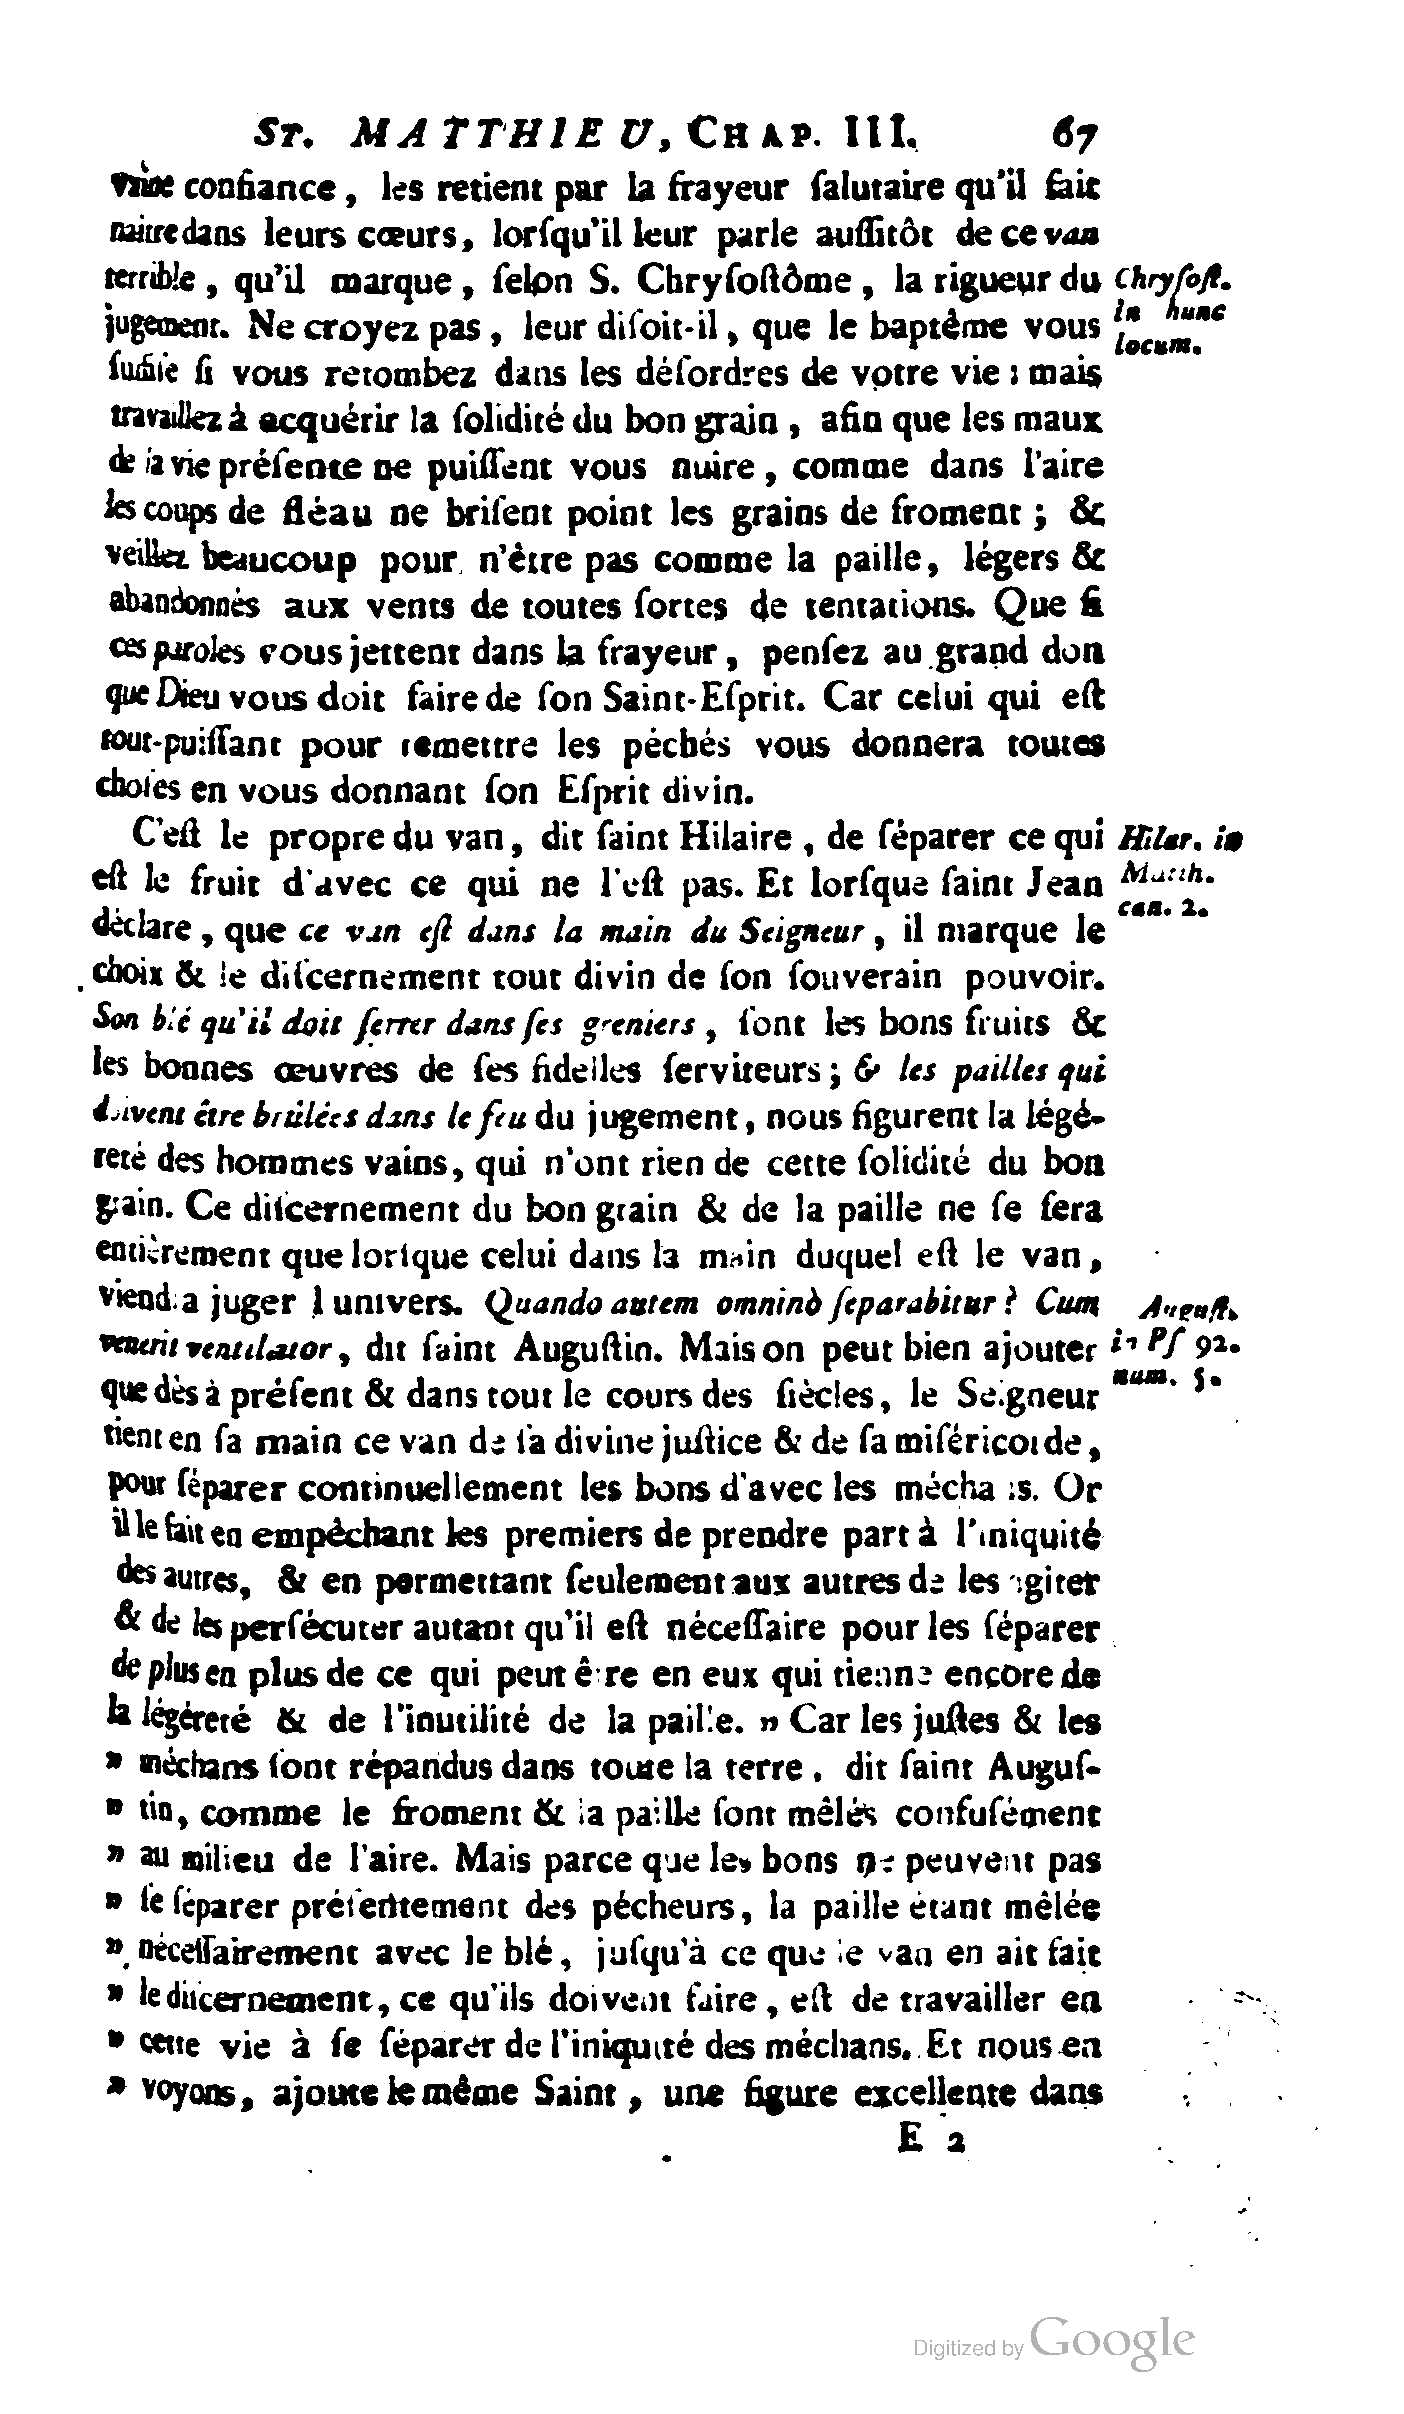 ST. MATTHIEU, CHAP. III. 67
vaine confiance, les retient par la frayeur ſalutaire qu'il fait
naitre dans leurs cœurs, lorſqu'il leur parle auſſitôt de ce van
terrible, qu'il marque, ſelon S. Chryſoſtôme, la rigueur du
Chryſoſt.
in hunc
locum.
jugement. Ne croyez pas, leur diſoit-il, que le baptême vous
ſuffiſe ſi vous retombez dans les déſordres de votre vie : mais
travaillez à acquérir la ſolidité du bon grain, afin que les maux
de la vie préſente ne puiſſent vous nuire, comme dans l'aire
les coups de fléau ne briſent point les grains de froment ; &
veillez beaucoup pour n'être pas comme la paille, légers &
abandonnés aux vents de toutes ſortes de tentations. Que ſi
ces paroles vous jettent dans la frayeur, penſez au grand don
que Dieu vous doit faire de ſon Saint-Eſprit. Car celui qui eſt
tout-puiſſant pour remettre les péchés vous donnera toutes
choſes en vous donnant ſon Eſprit divin.
C'eſt le propre du van, dit ſaint Hilaire, de ſéparer ce qui
Hilar. in
Matth.
can. 2.
eſt le fruit d'avec ce qui ne l'eſt pas. Et lorſque ſaint Jean
déclare, que ce van eſt dans la main du Seigneur, il marque le
choix & le diſcernement tout divin de ſon ſouverain pouvoir.
Son blé qu'il doit ſerrer dans ſes greniers, ſont les bons fruits &
les bonnes œuvres de ſes fidelles ſerviteurs ; & les pailles qui
doivent être brûlées dans le feu du jugement, nous figurent la légé-
reté des hommes vains, qui n'ont rien de cette ſolidité du bon
grain. Ce diſcernement du bon grain & de la paille ne ſe fera
entièrement que lorſque celui dans la main duquel eſt le van,
viendra juger l'univers. Quando autem omninò ſeparabitur ? Cum
Auguſt.
in Pſ 92.
num. 5.
venerit ventilator, dit ſaint Auguſtin. Mais on peut bien ajouter
que dès à préſent & dans tout le cours des ſiècles, le Seigneur
tient en ſa main ce van de ſa divine juſtice & de ſa miſéricorde,
pour ſéparer continuellement les bons d'avec les méchans. Or
il le fait en empêchant les premiers de prendre part à l'iniquité
des autres, & en permettant ſeulement aux autres de les agiter
& de les perſécuter autant qu'il eſt néceſſaire pour les ſéparer
de plus en plus de ce qui peut être en eux qui tienne encore de
la légéreté & de l'inutilité de la paille. » Car les juſtes & les
» méchans ſont répandus dans toute la terre, dit ſaint Auguſ-
» tin, comme le froment & la paille ſont mêlés confuſément
» au milieu de l'aire. Mais parce que les bons ne peuvent pas
» ſe ſéparer préſentement des pécheurs, la paille étant mêlée
» néceſſairement avec le blé, juſqu'à ce que le van en ait fait
» le diſcernement, ce qu'ils doivent faire, eſt de travailler en
» cette vie à ſe ſéparer de l'iniquité des méchans. Et nous en
» voyons, ajoute le même Saint, une figure excellente dans
E 2
Digitized by Google